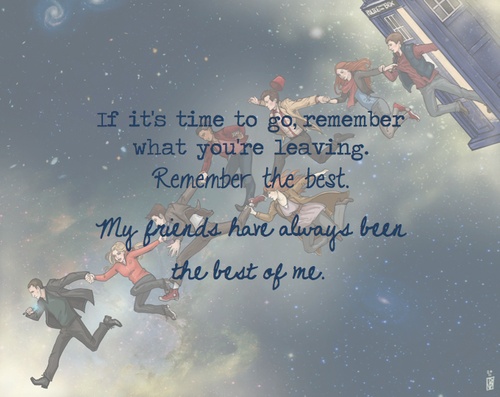 If it's time to go, remember
what you're leaving.
Remember the best.
My friends have always been
the best of me.